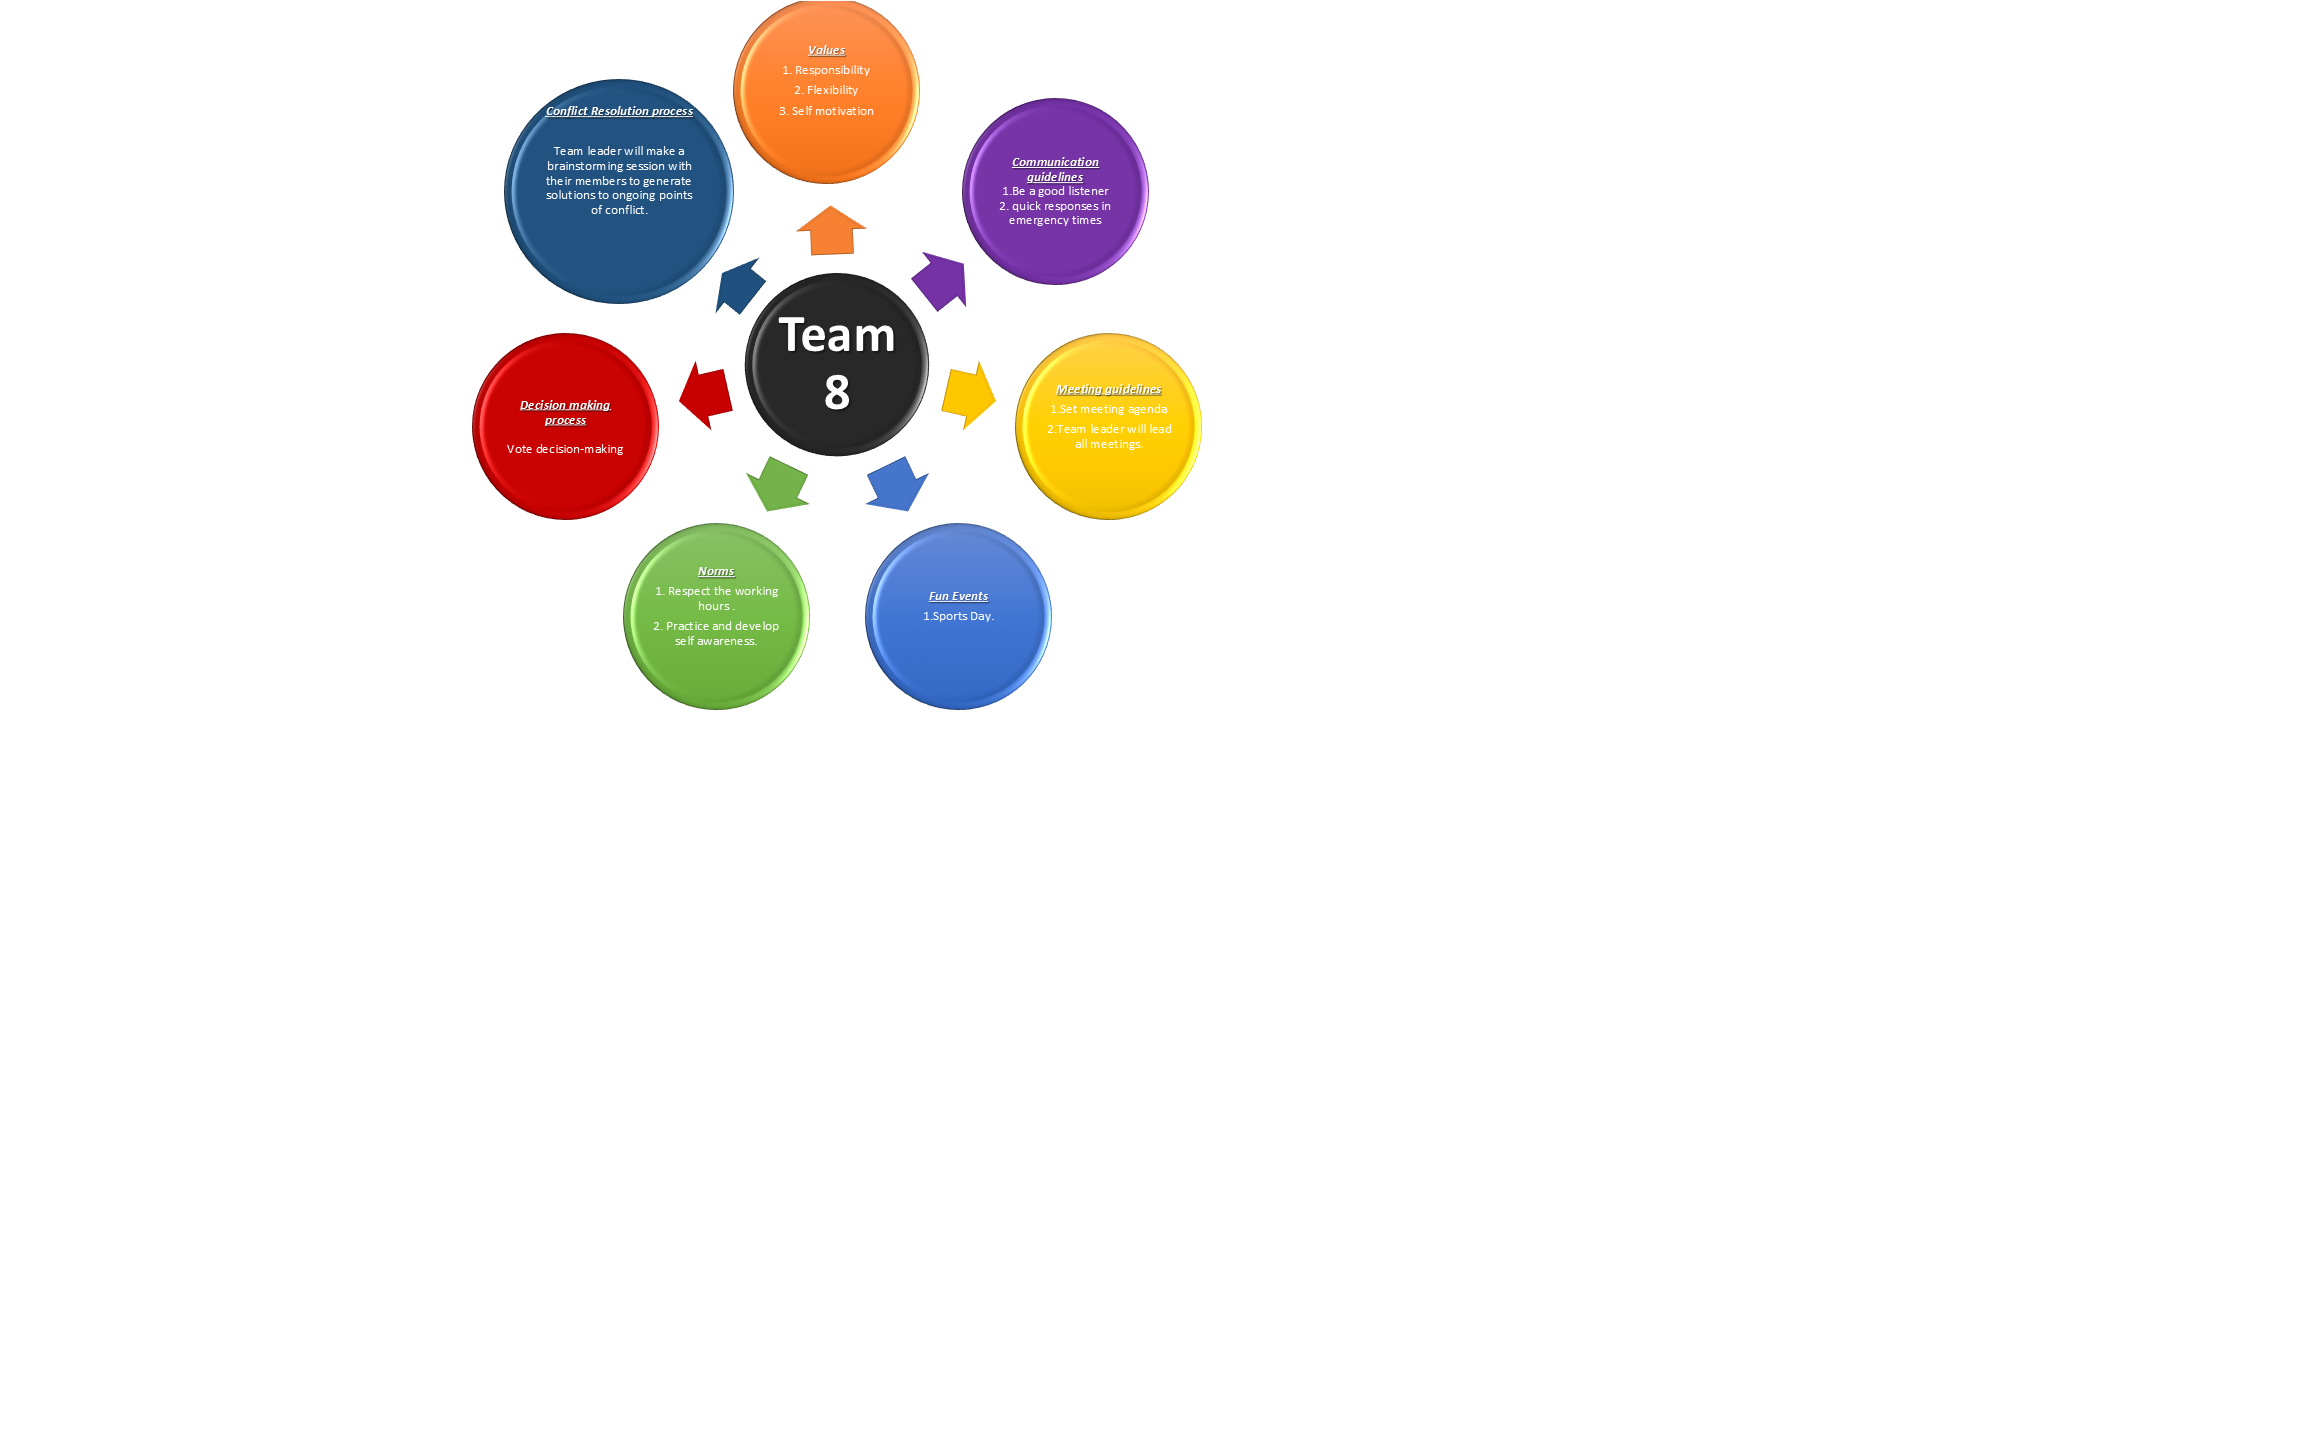 Values
1. Responsibility
2. Flexibility
3. Self motivation
Conflict Resolution process
Team leader will make a
brainstorming session with
their members to generate
solutions to ongoing points
of conflict.
Communication
guidelines
1.Be a good listener
2. quick responses in
emergency times
Team
8
Decision making
process
Vote decision-making
Meeting guidelines
1.Set meeting agenda
2.Team leader will lead
all meetings.
Norms
1. Respect the working
hours .
2. Practice and develop
self awareness.
Fun Events
1.Sports Day.